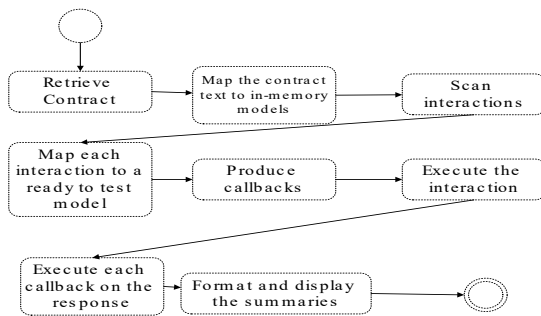 Retrieve
Contract
Map the contract
text to in-memory
models
Scan
interactions
Map each
interaction to a
ready to test
model
Produce
callbacks
Execute the
interaction
Execute each
callback on the
response
Format and display
the summaries